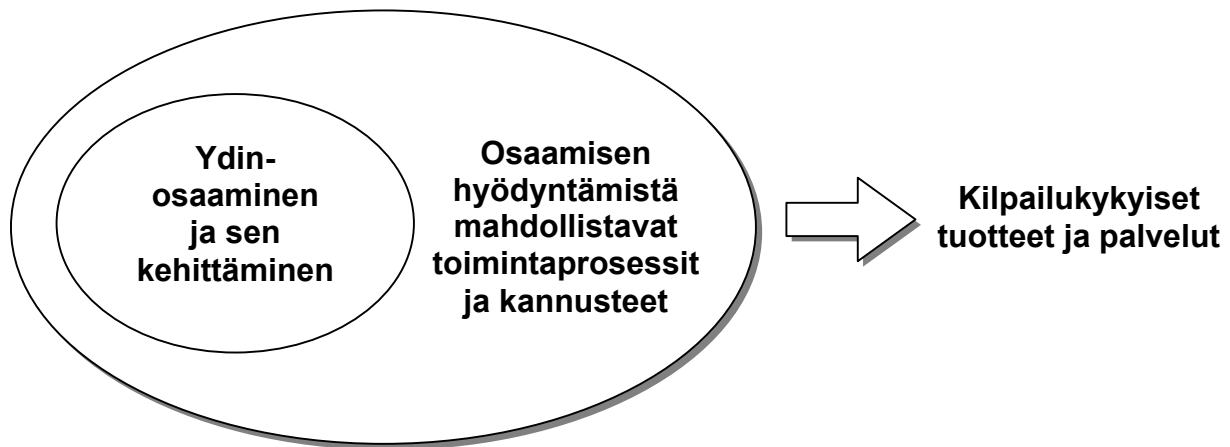 Ydin-
osaaminen
ja sen
kehittäminen
Osaamisen
hyödyntämistä
mahdollistavat
toimintaprosessit
ja kannusteet
Kilpailukykyiset
tuotteet ja palvelut